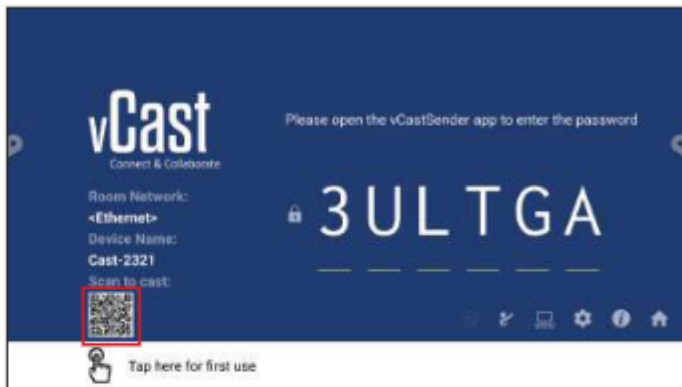 vCast
Connect & Collaborate
Please open the vCastSender app to enter the password
Room Network:
<Ethernet>
Device Name:
Cast-2321
Scan to cast:
3ULTGA
Tap here for first use